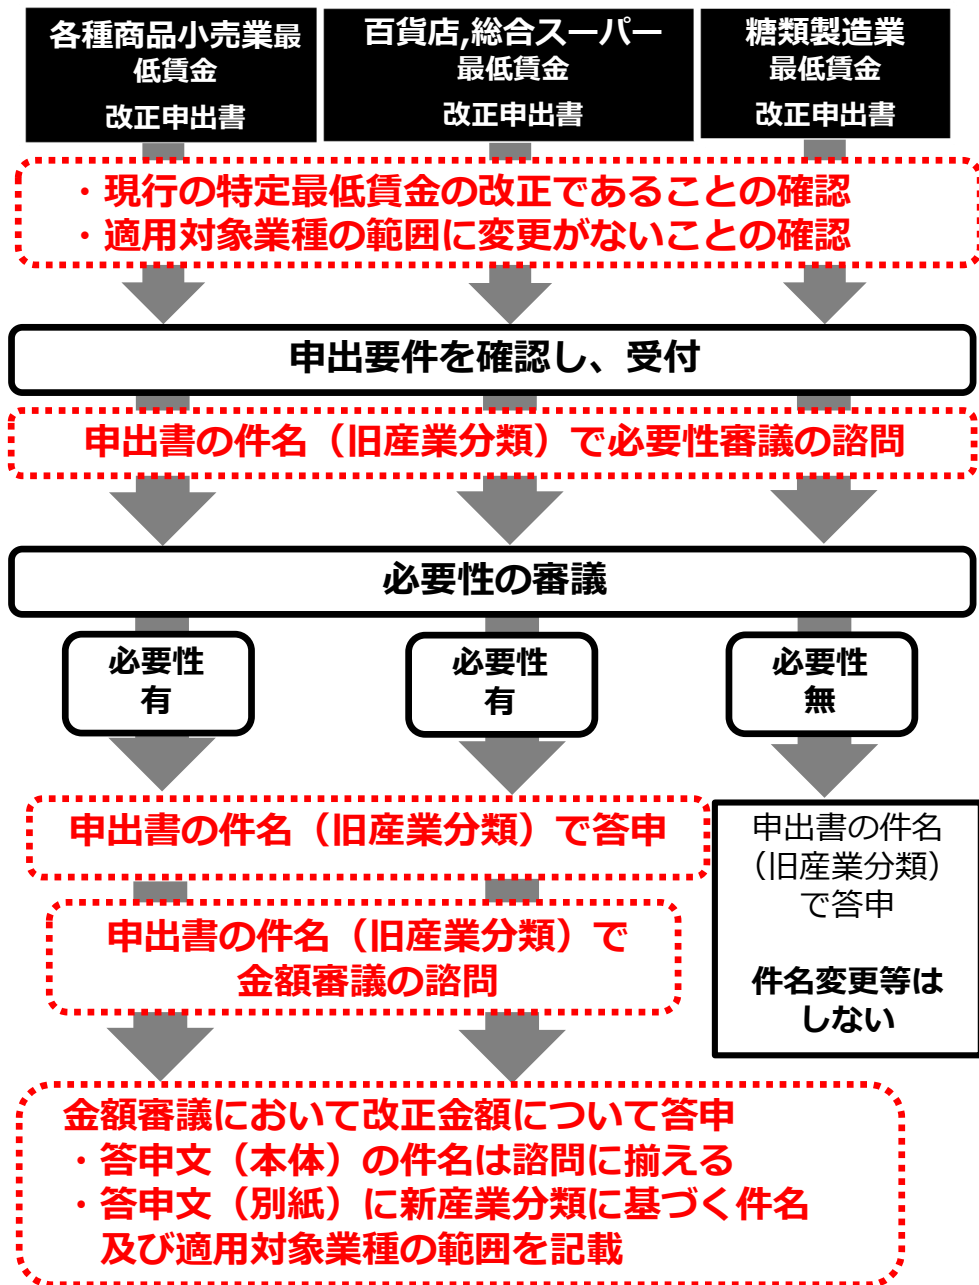 各種商品小売業最
低賃金
改正申出書
百貨店,総合スーパー
最低賃金
改正申出書
糖類製造業
最低賃金
改正申出書
・現行の特定最低賃金の改正であることの確認
・適用対象業種の範囲に変更がないことの確認
申出要件を確認し、受付
申出書の件名（旧産業分類）で必要性審議の諮問
必要性の審議
必要性
有
必要性
有
必要性
無
申出書の件名（旧産業分類）で答申
申出書の件名（旧産業分類）で
金額審議の諮問
申出書の件名
（旧産業分類）
で答申
件名変更等は
しない
金額審議において改正金額について答申
・答申文（本体）の件名は諮問に揃える
・答申文（別紙）に新産業分類に基づく件名
及び適用対象業種の範囲を記載